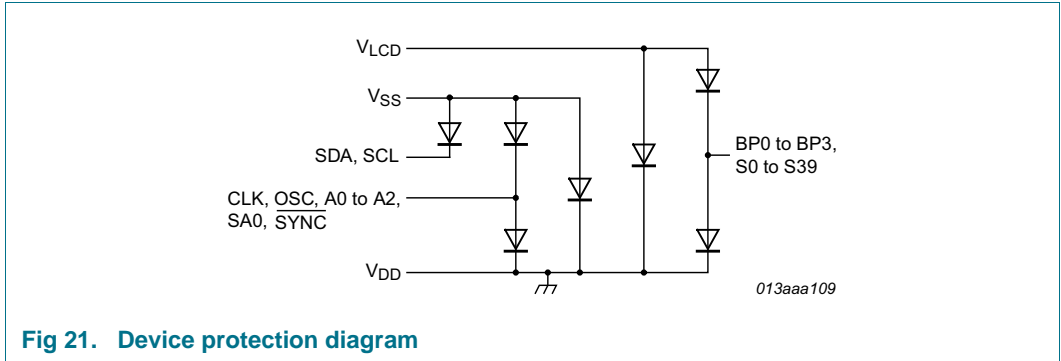 VLCD
VSS
SDA, SCL
BP0 to BP3,
S0 to S39
CLK, OSC, A0 to A2,
SA0, S̅Y̅N̅C̅
VDD
013aaa109
Fig 21. Device protection diagram